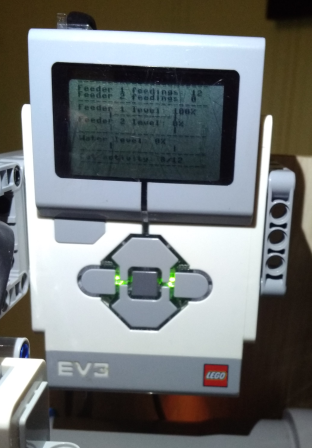 Feeder 1 feedings: 12
Feeder 2 feedings: 0
Feeder 1 level: 100%
Feeder 2 level: 0%
Water level: 0%
EV3
LEGO